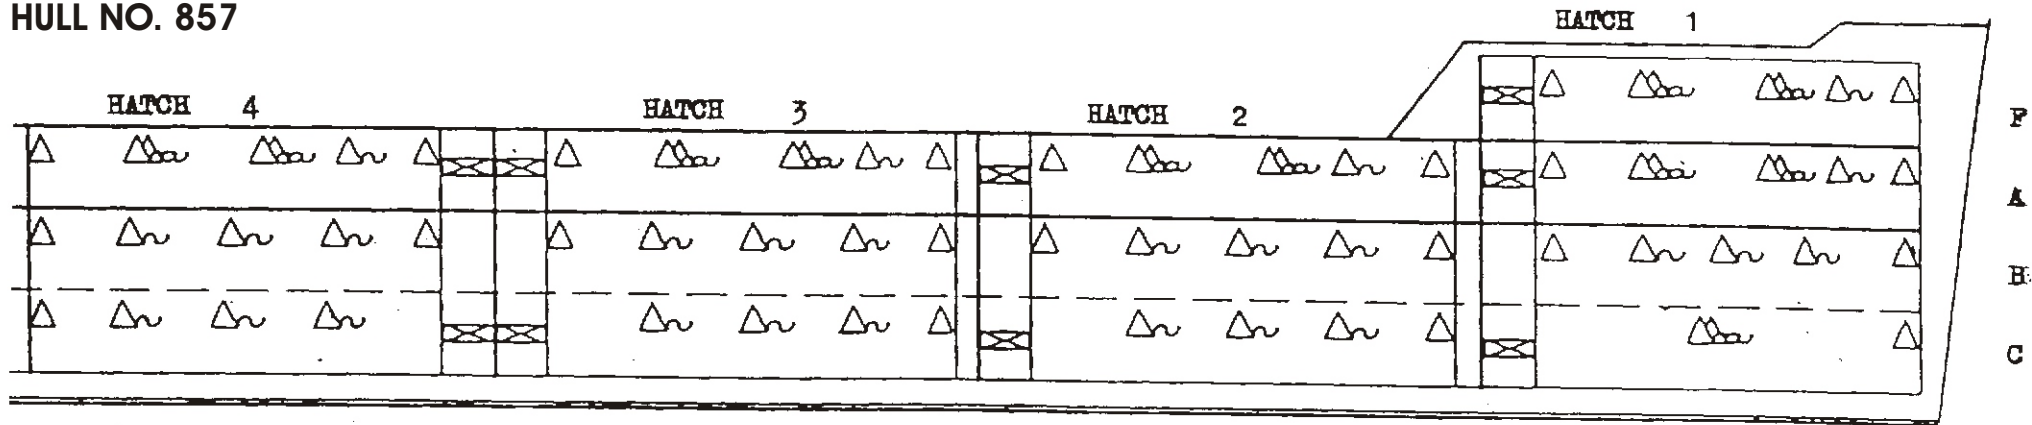 HULL NO. 857
HATCH 1
HATCH 4
HATCH 3
HATCH 2
F
A
B
C